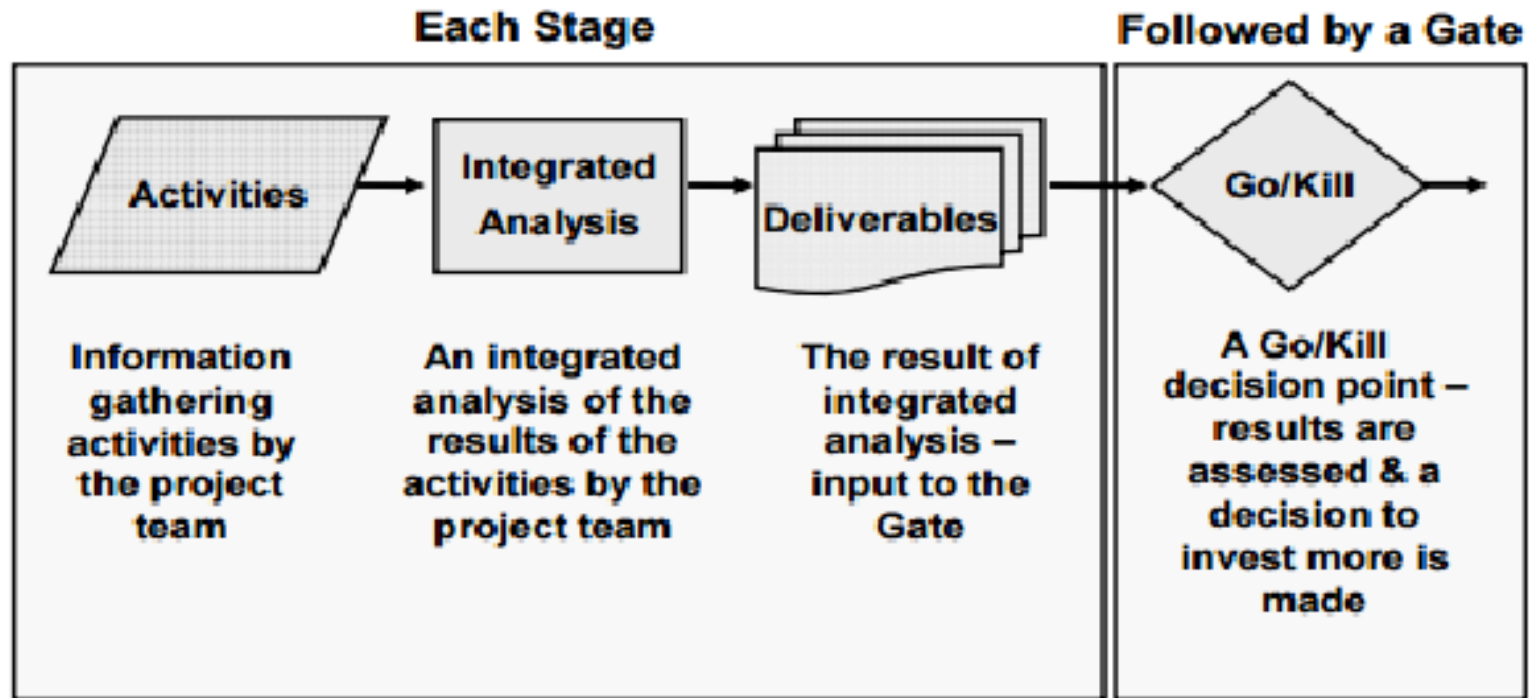 Each Stage
Followed by a Gate
Activities
Integrated
Analysis
Deliverables
Go/Kill
Information
gathering
activities by
the project
team
An integrated
analysis of the
results of the
activities by the
project team
The result of
integrated
analysis –
input to the
Gate
A Go/Kill
decision point –
results are
assessed & a
decision to
invest more is
made